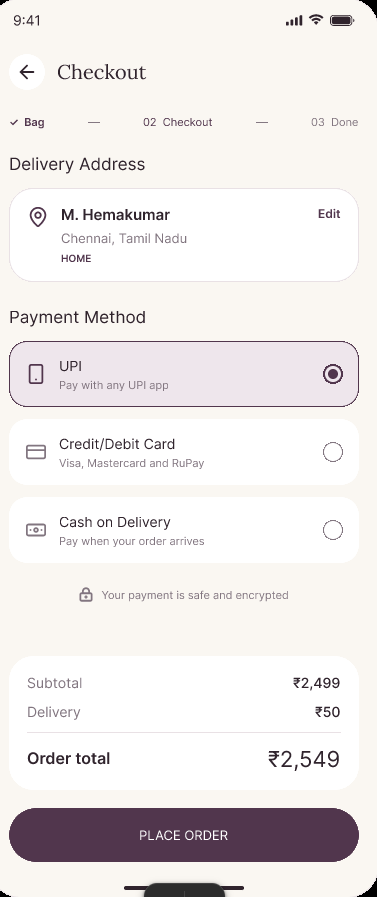 9:41
Checkout
✓ Bag — 02 Checkout — 03 Done
Delivery Address
M. Hemakumar
Edit
Chennai, Tamil Nadu
HOME
Payment Method
UPI
Pay with any UPI app
Credit/Debit Card
Visa, Mastercard and RuPay
Cash on Delivery
Pay when your order arrives
Your payment is safe and encrypted
Subtotal ₹2,499
Delivery ₹50
Order total ₹2,549
PLACE ORDER